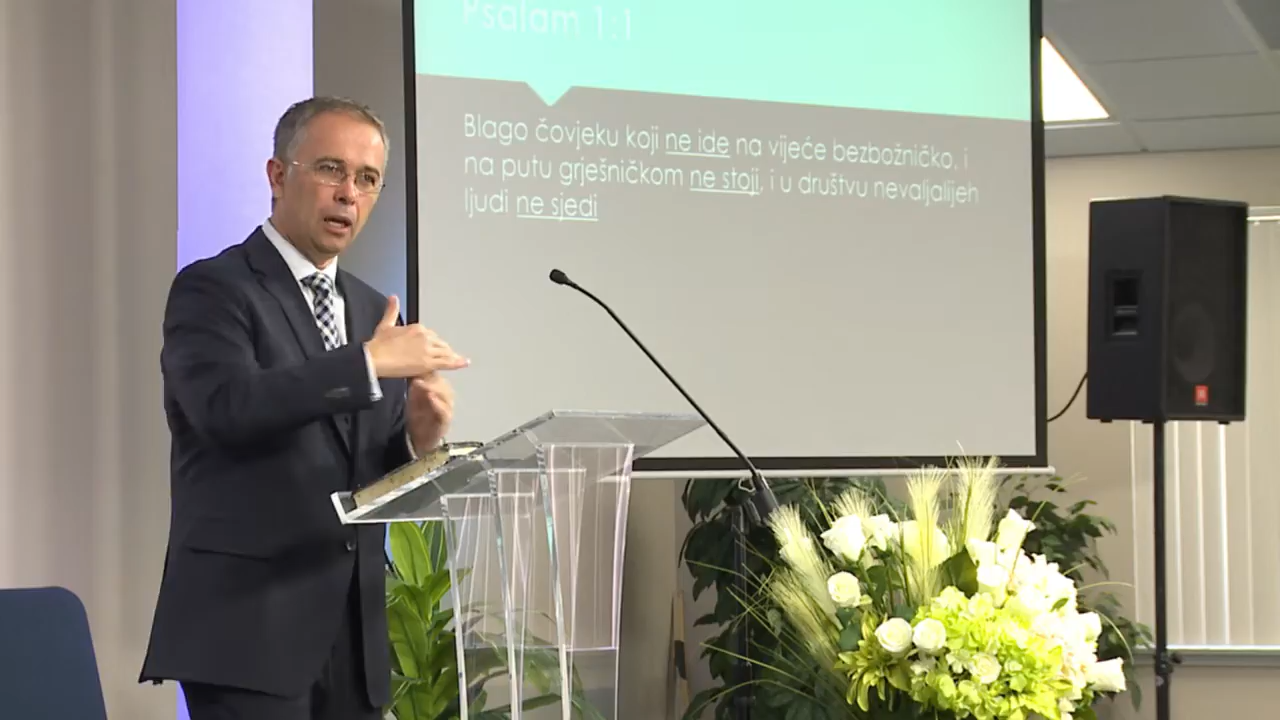 Psalam 1:1
Blago čovjeku koji ne ide na vijeće bezbožničko, i
na putu grješničkom ne stoji, i u društvu nevaljalijeh
ljudi ne sjedi